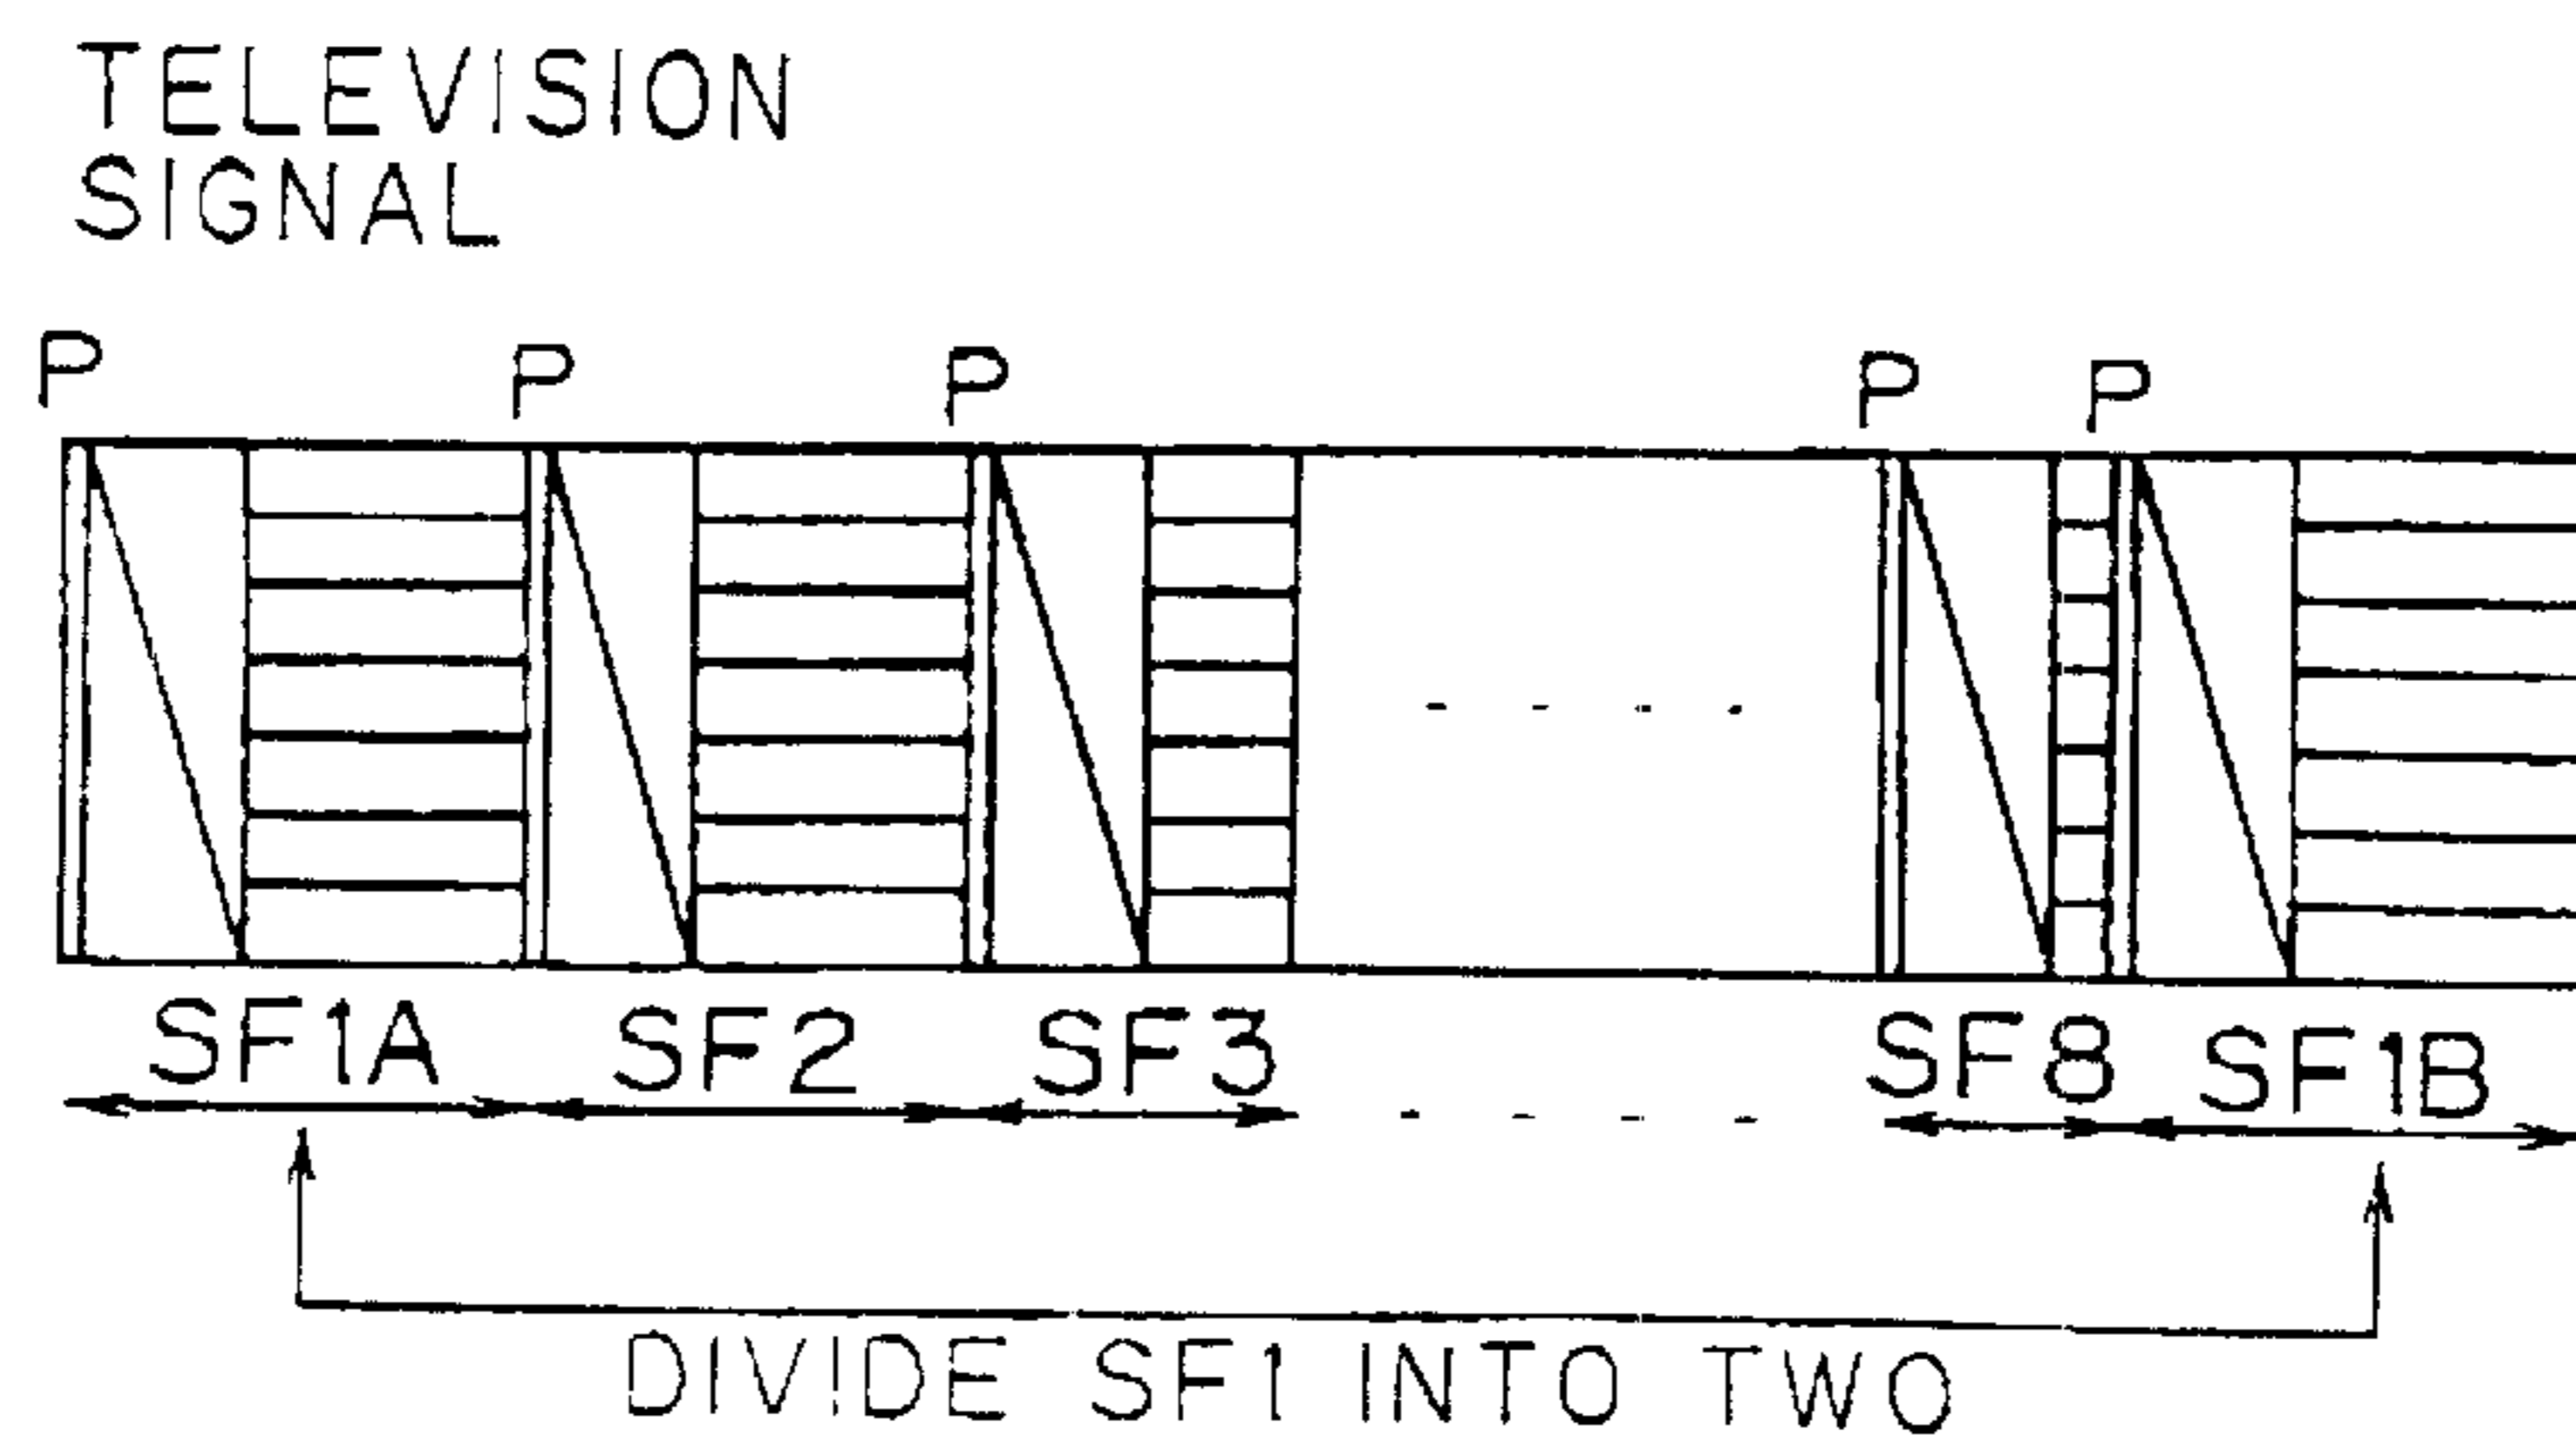 TELEVISION
SIGNAL
P P P P P
SF1A SF2 SF3 SF8 SF1B
DIVIDE SF1 INTO TWO